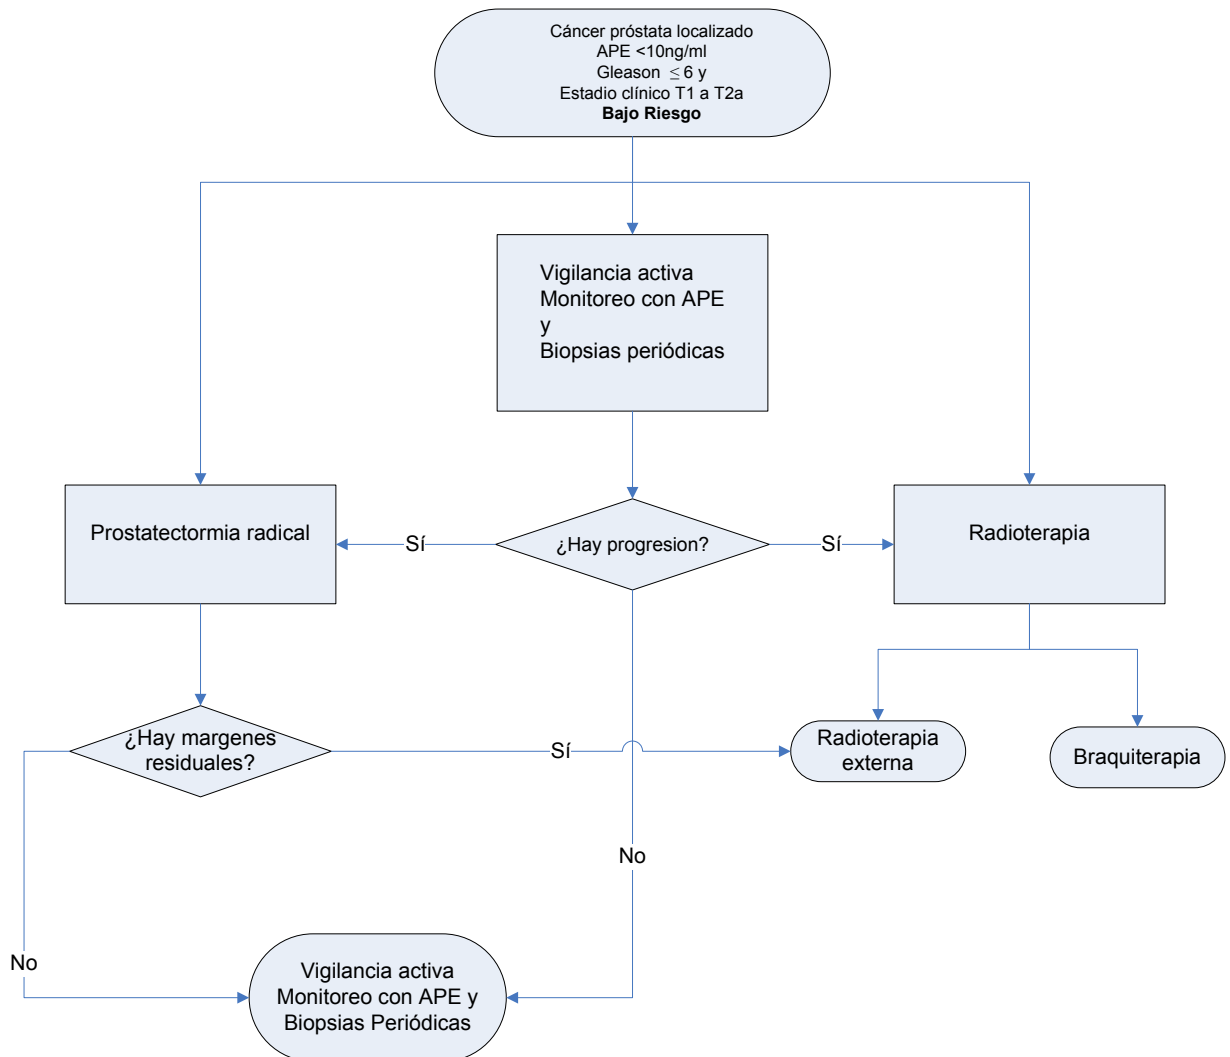 Cáncer próstata localizado
APE <10ng/ml
Gleason ≤ 6 y
Estadio clínico T1 a T2a
Bajo Riesgo
Vigilancia activa
Monitoreo con APE
y
Biopsias periódicas
Prostatectormia radical
Sí
¿Hay progresion?
Sí
Radioterapia
¿Hay margenes
residuales?
Sí
Radioterapia
externa
Braquiterapia
No
No
Vigilancia activa
Monitoreo con APE y
Biopsias Periódicas